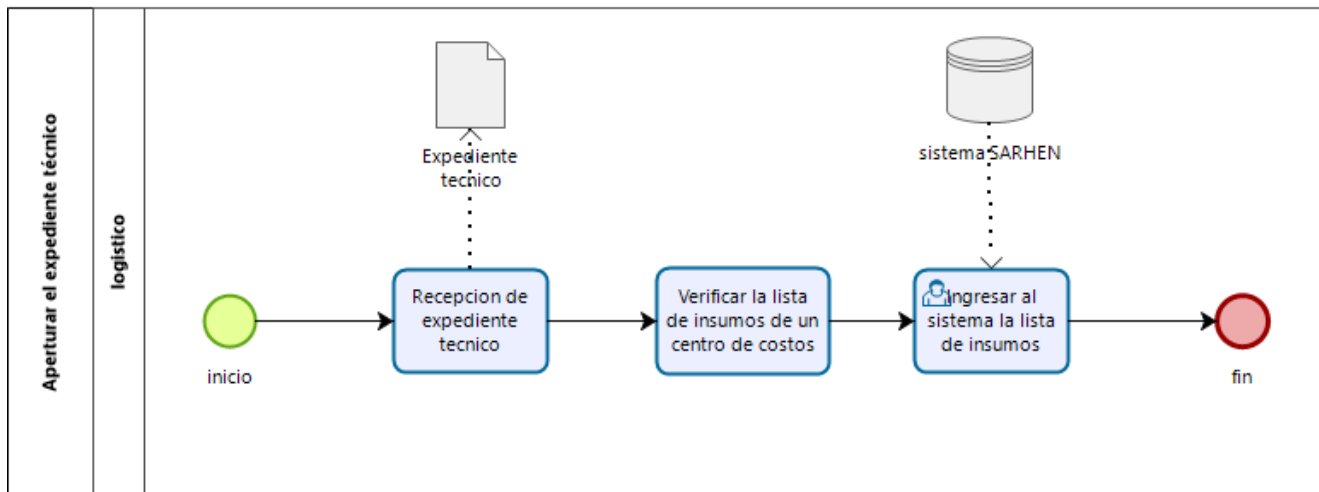 Aperturar el expediente técnico
logistico
Expediente
tecnico
sistema SARHEN
Recepcion de
expediente
tecnico
Verificar la lista
de insumos de un
centro de costos
Ingresar al
sistema la lista
de insumos
inicio
fin